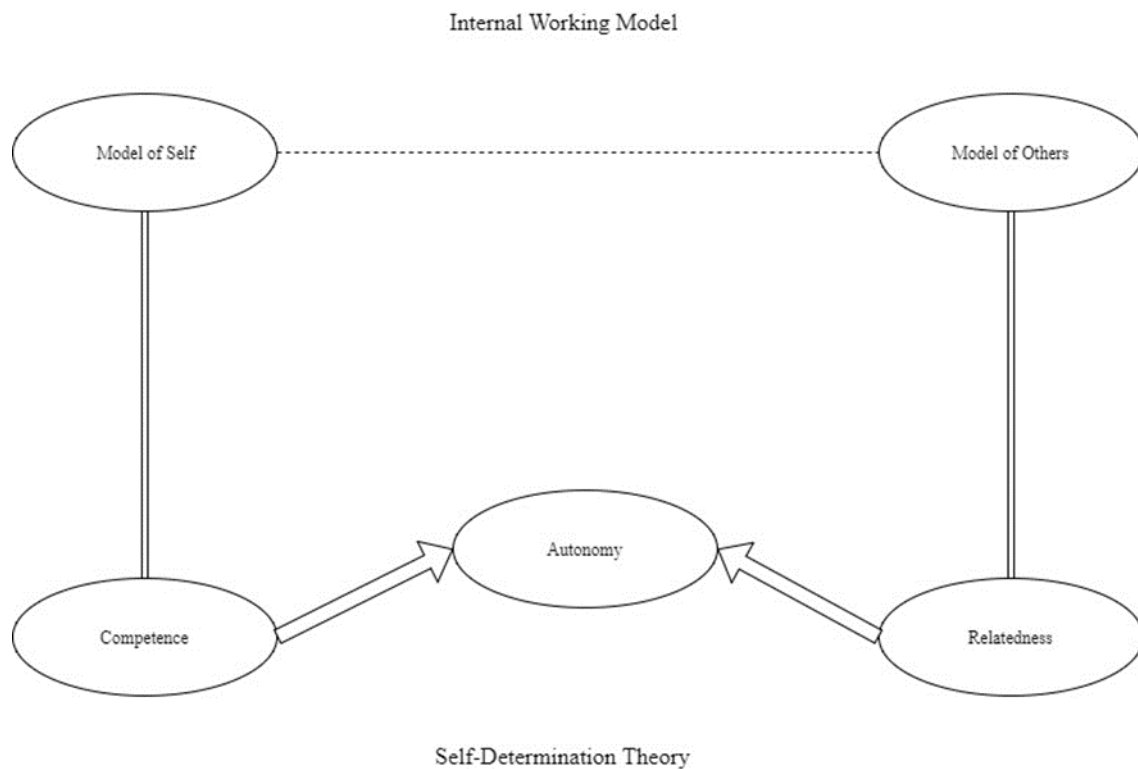 Internal Working Model
Model of Self
Model of Others
Autonomy
Competence
Relatedness
Self-Determination Theory